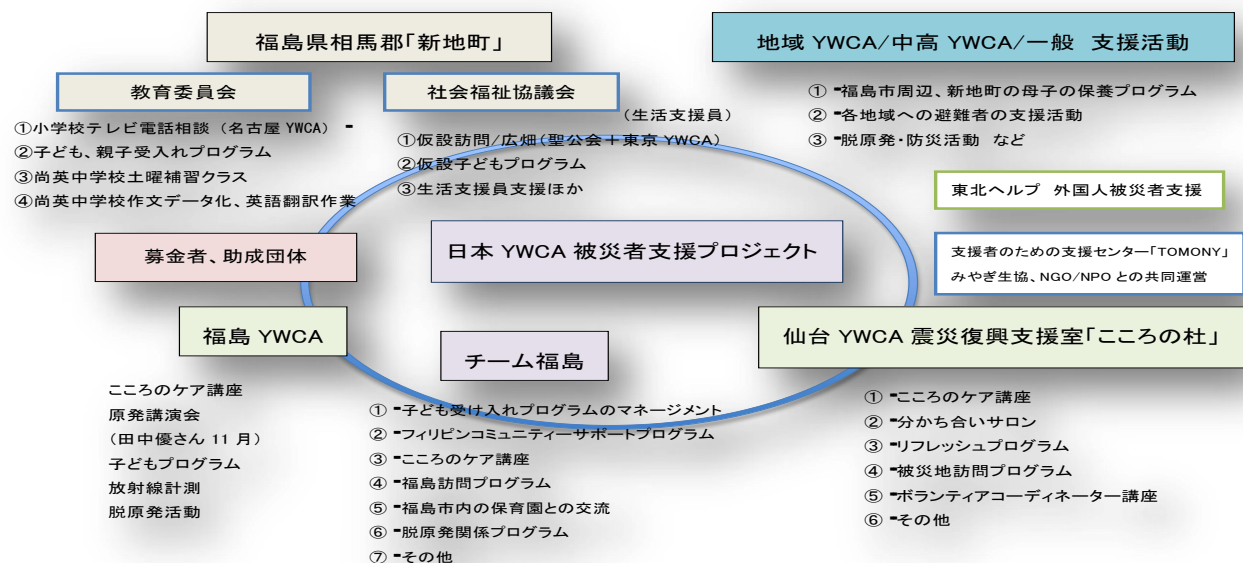 福島県相馬郡「新地町」
教育委員会
①小学校テレビ電話相談（名古屋 YWCA）
②子ども、親子受入れプログラム
③尚英中学校土曜補習クラス
④尚英中学校作文データ化、英語翻訳作業
社会福祉協議会
（生活支援員）
①仮設訪問/広畑（聖公会＋東京 YWCA）
②仮設子どもプログラム
③生活支援員支援ほか
地域 YWCA/中高 YWCA/一般 支援活動
① 福島市周辺、新地町の母子の保養プログラム
② 各地域への避難者の支援活動
③ 脱原発・防災活動 など
東北ヘルプ 外国人被災者支援
支援者のための支援センター「TOMONY」
みやぎ生協、NGO/NPO との共同運営
募金者、助成団体
日本 YWCA 被災者支援プロジェクト
福島 YWCA
こころのケア講座
原発講演会
（田中優さん 11 月）
子どもプログラム
放射線計測
脱原発活動
チーム福島
① 子ども受け入れプログラムのマネージメント
② フィリピンコミュニティーサポートプログラム
③ こころのケア講座
④ 福島訪問プログラム
⑤ 福島市内の保育園との交流
⑥ 脱原発関係プログラム
⑦ その他
仙台 YWCA 震災復興支援室「こころの杜」
① こころのケア講座
② 分かち合いサロン
③ リフレッシュプログラム
④ 被災地訪問プログラム
⑤ ボランティアコーディネーター講座
⑥ その他